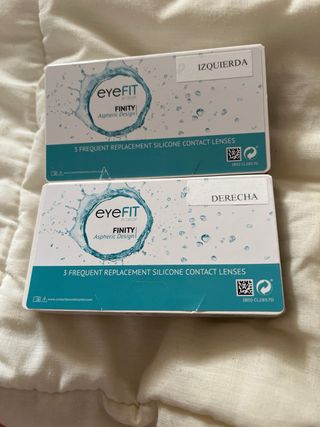 IZQUIERDA
eyeFIT
FINITY
Aspheric Design
3 FREQUENT REPLACEMENT SILICONE CONTACT LENSES
DERECHA
eyeFIT
FINITY
Aspheric Design
3 FREQUENT REPLACEMENT SILICONE CONTACT LENSES